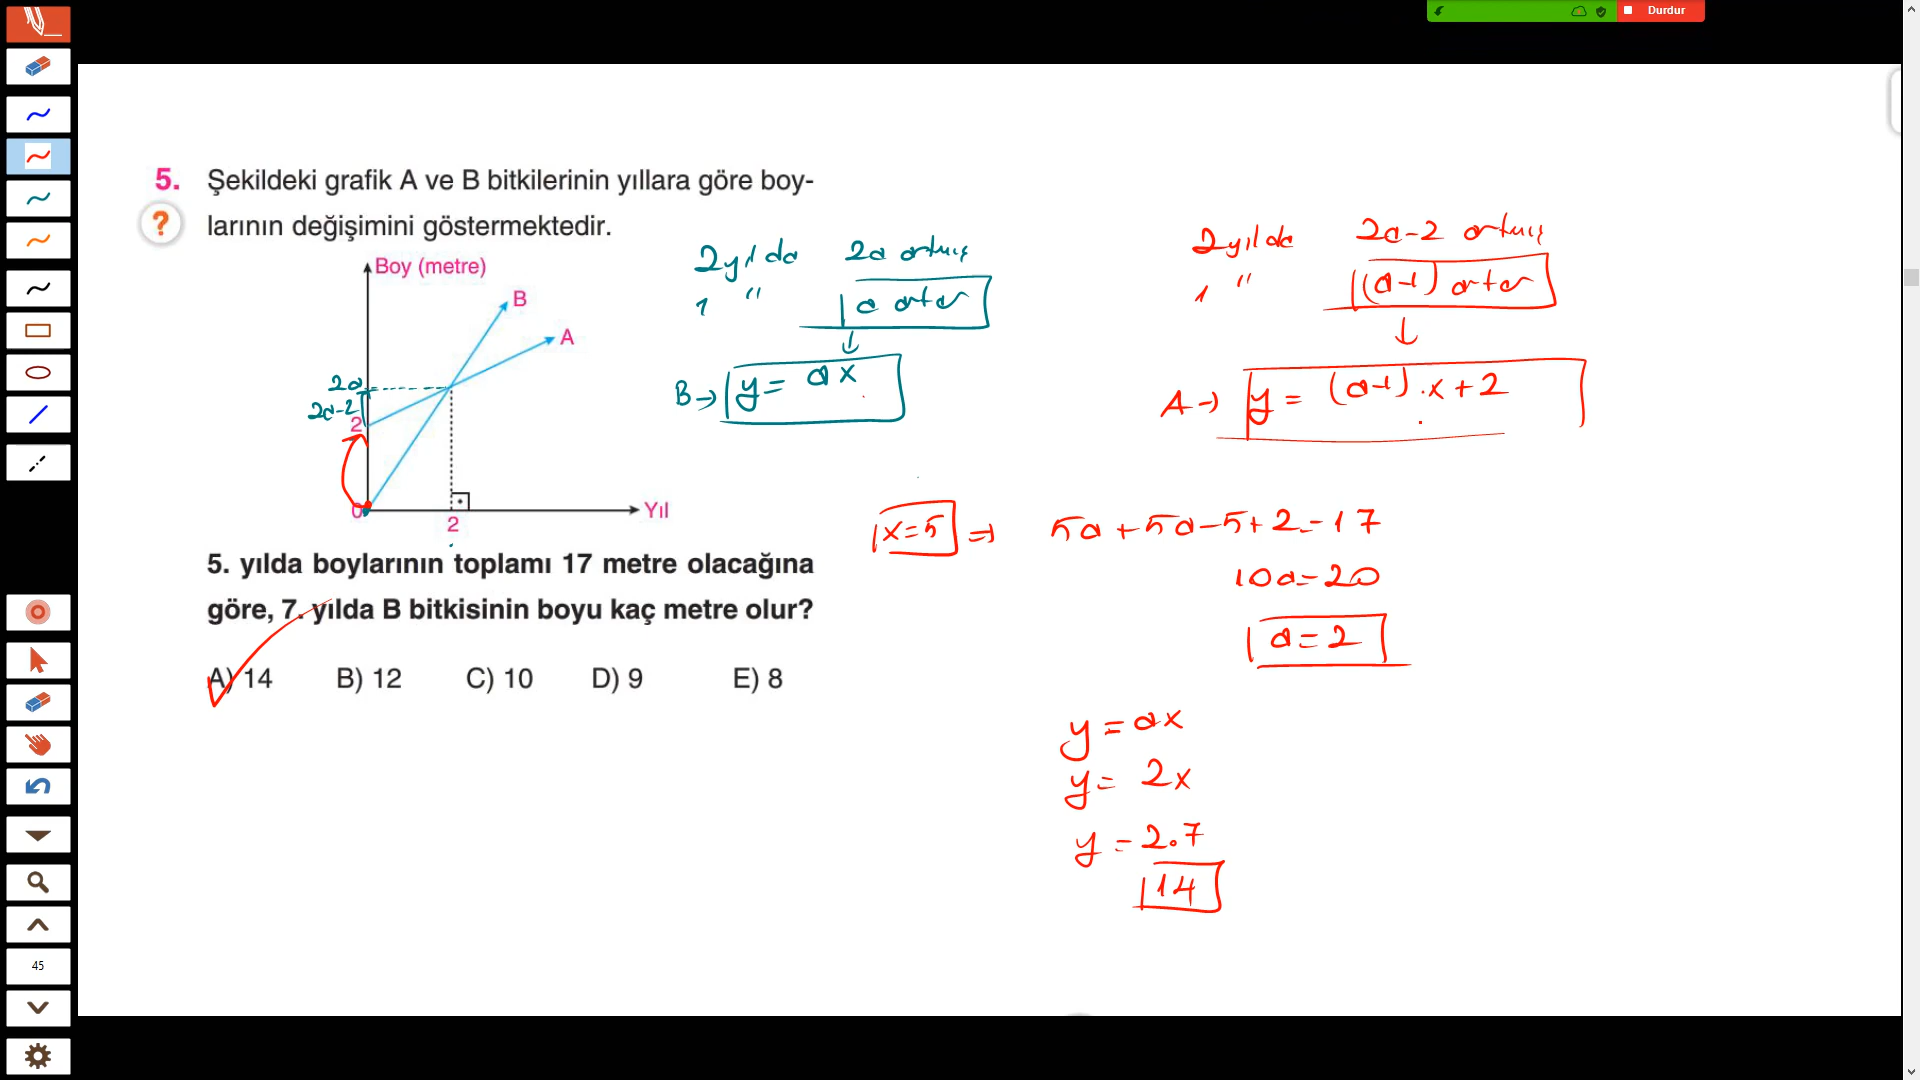 Durdur
5. Şekildeki grafik A ve B bitkilerinin yıllara göre boy-
? larının değişimini göstermektedir.
Boy (metre)
B
A
2a
2a-2
2
0
2
Yıl
5. yılda boylarının toplamı 17 metre olacağına
göre, 7. yılda B bitkisinin boyu kaç metre olur?
A) 14 B) 12 C) 10 D) 9 E) 8
2 yılda 2a artmış
1 " a artar
B → y = ax
2 yılda 2a-2 artmış
1 " (a-1) artar
A → y = (a-1).x+2
x=5 ⇒ 5a+5a-5+2=17
10a=20
a=2
y=ax
y= 2x
y=2.7
14
45